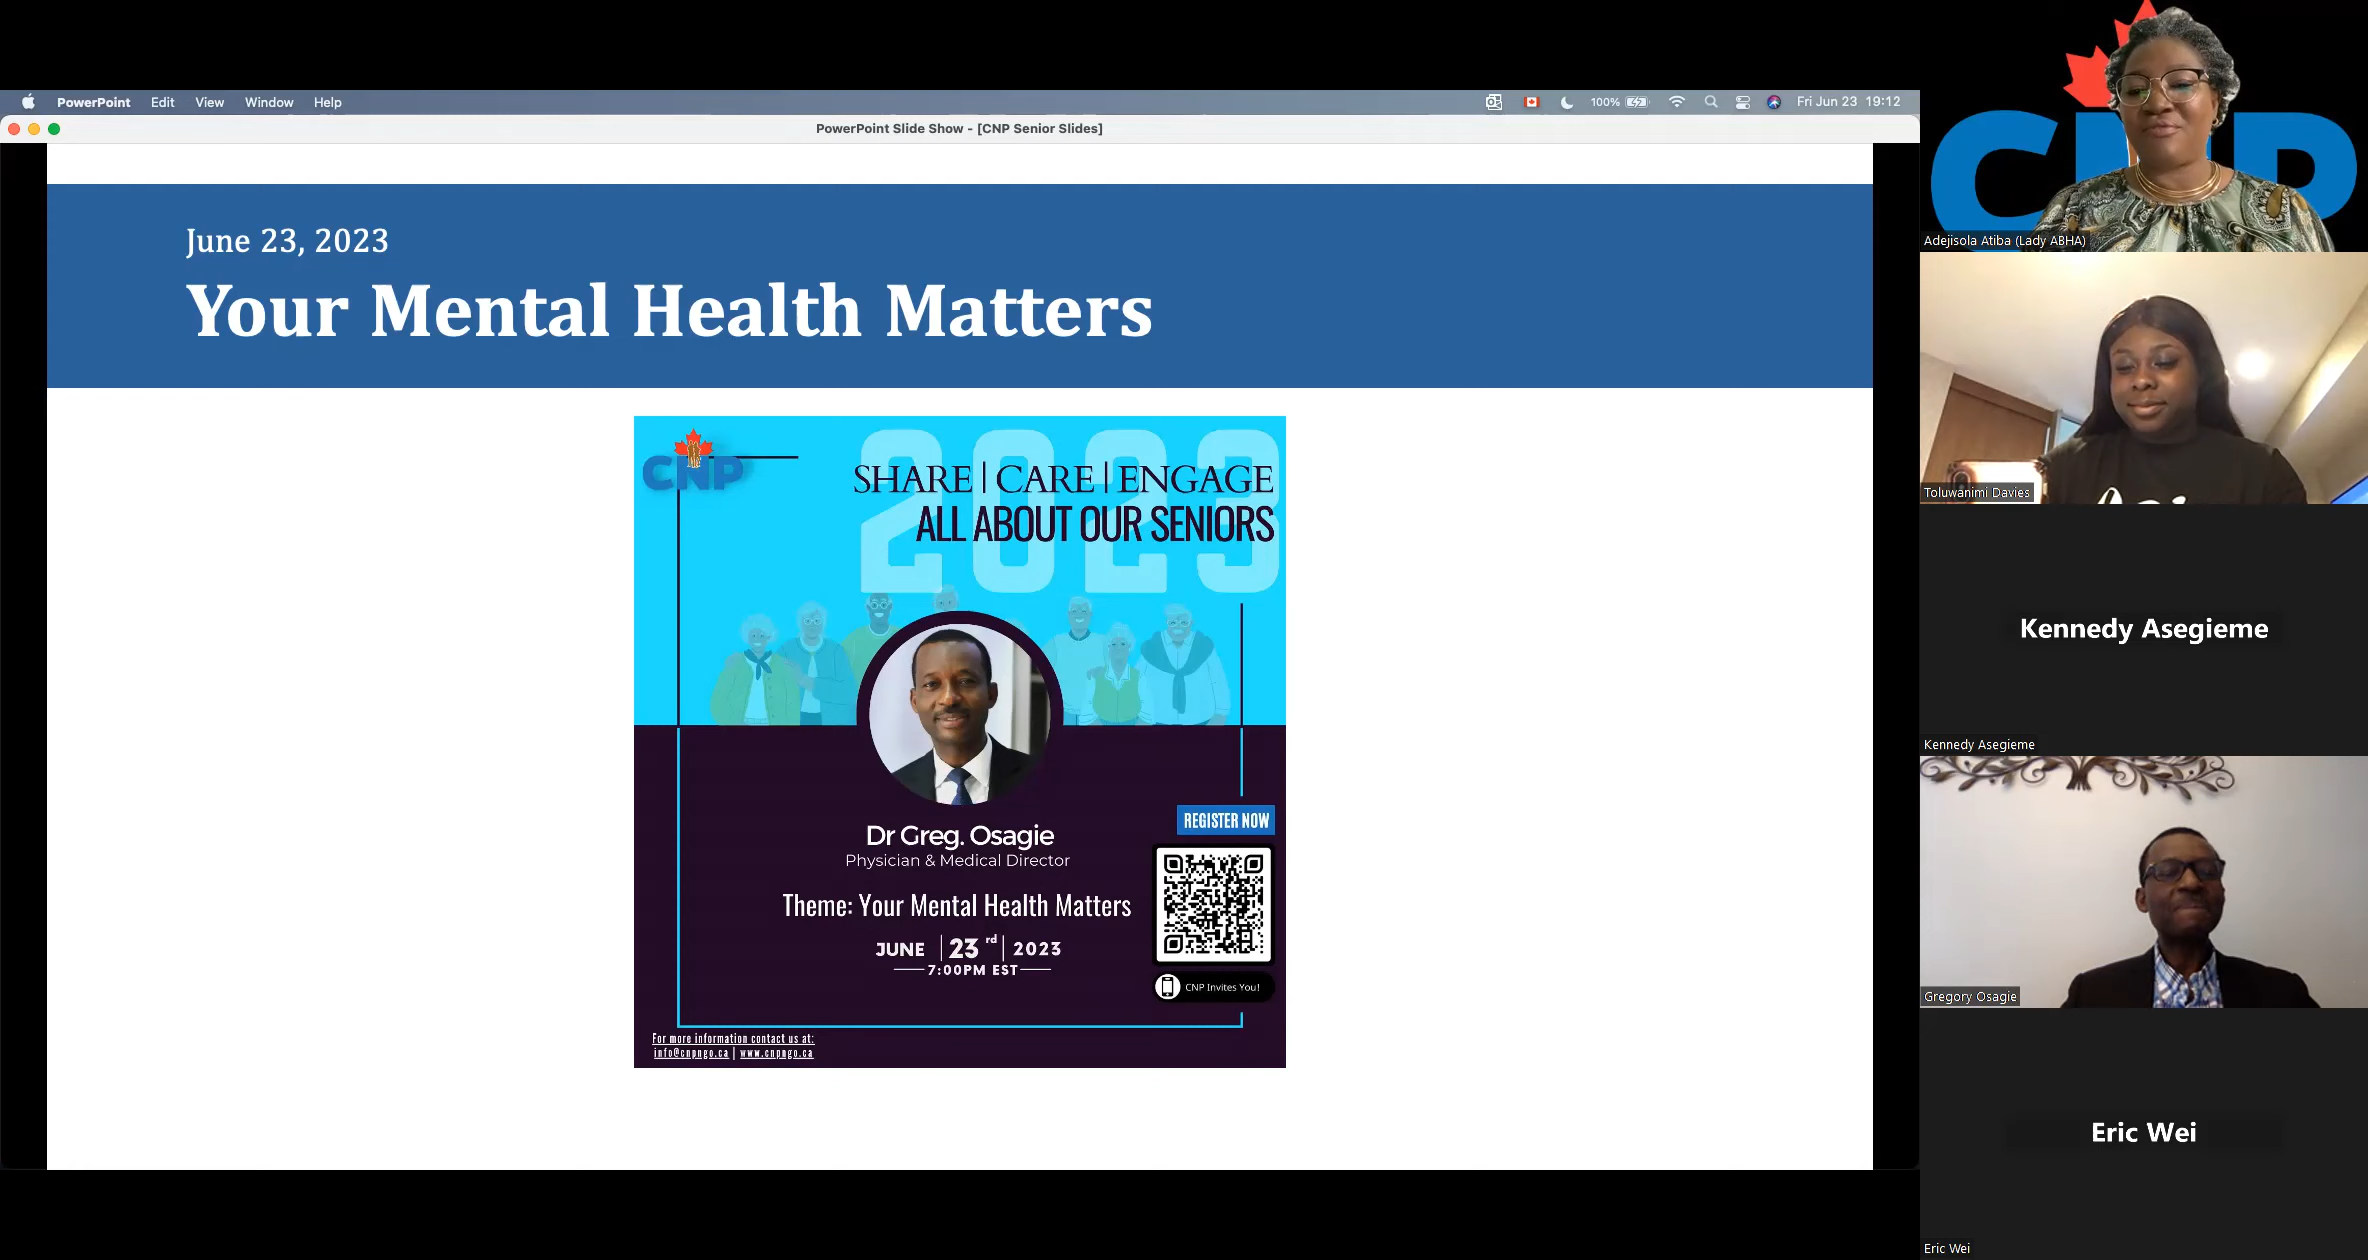 PowerPoint Edit View Window Help 100% Fri Jun 23 19:12
PowerPoint Slide Show - [CNP Senior Slides]
June 23, 2023
Your Mental Health Matters
CNP
2023
SHARE | CARE | ENGAGE
ALL ABOUT OUR SENIORS
Dr Greg. Osagie
Physician & Medical Director
Theme: Your Mental Health Matters
JUNE | 23 rd | 2023
7:00PM EST
REGISTER NOW
CNP Invites You!
For more information contact us at:
info@cnpngo.ca | www.cnpngo.ca
CNP
Adejisola Atiba (Lady ABHA)
Toluwanimi Davies
Kennedy Asegieme
Kennedy Asegieme
Gregory Osagie
Eric Wei
Eric Wei